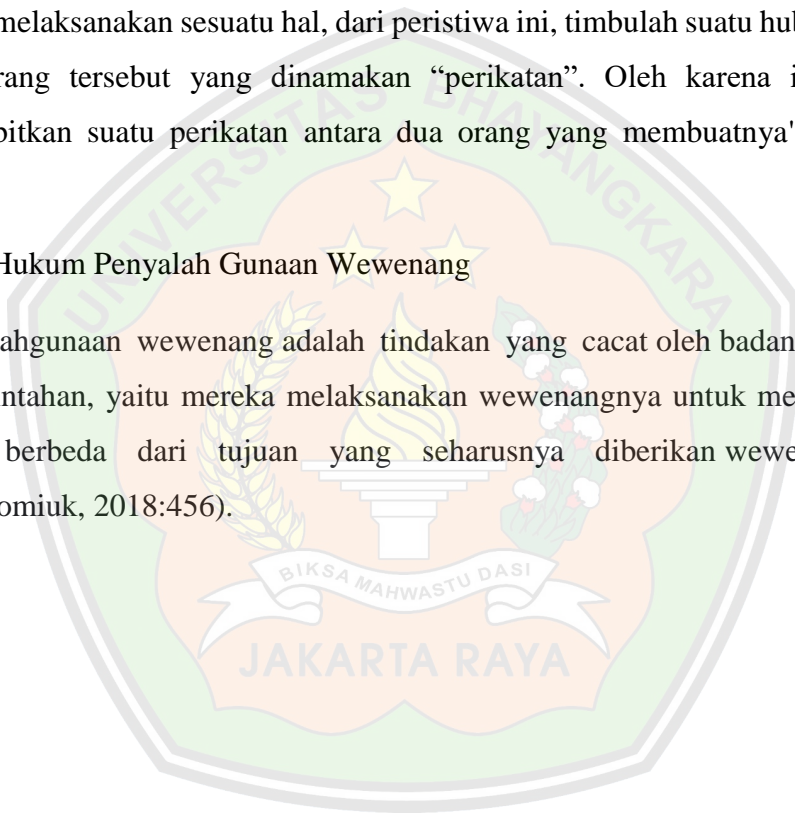 melaksanakan sesuatu hal, dari peristiwa ini, timbulah suatu hub
rang tersebut yang dinamakan “perikatan”. Oleh karena i
bitkan suatu perikatan antara dua orang yang membuatnya"
Hukum Penyalah Gunaan Wewenang
ahgunaan wewenang adalah tindakan yang cacat oleh badan
ntahan, yaitu mereka melaksanakan wewenangnya untuk me
berbeda dari tujuan yang seharusnya diberikan wewe
omiuk, 2018:456).
UNIVERSITAS BHAYANGKARA
BIKSA MAHWASTU DASI
JAKARTA RAYA